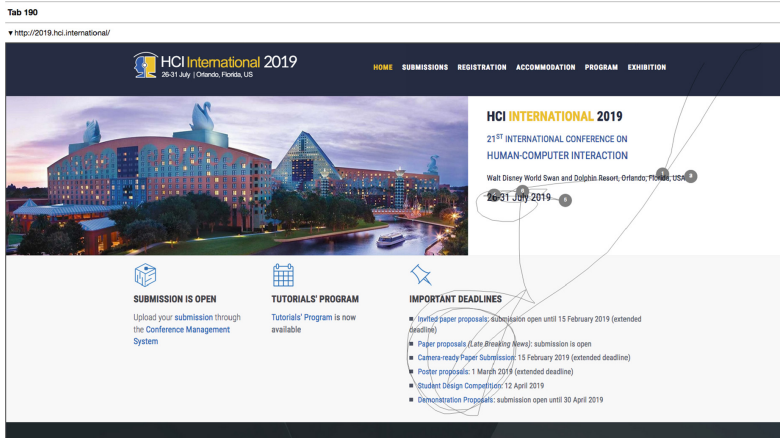 Tab 190
▾ http://2019.hci.international/
HCI International 2019
26-31 July | Orlando, Florida, US
HOME SUBMISSIONS REGISTRATION ACCOMMODATION PROGRAM EXHIBITION
HCI INTERNATIONAL 2019
21ST INTERNATIONAL CONFERENCE ON
HUMAN-COMPUTER INTERACTION
Walt Disney World Swan and Dolphin Resort, Orlando, Florida, USA
26-31 July 2019
SUBMISSION IS OPEN
Upload your submission through
the Conference Management
System
TUTORIALS' PROGRAM
Tutorials' Program is now
available
IMPORTANT DEADLINES
Invited paper proposals: submission open until 15 February 2019 (extended
deadline)
Paper proposals (Late Breaking News): submission is open
Camera-ready Paper Submission: 15 February 2019 (extended deadline)
Poster proposals: 1 March 2019 (extended deadline)
Student Design Competition: 12 April 2019
Demonstration Proposals: submission open until 30 April 2019